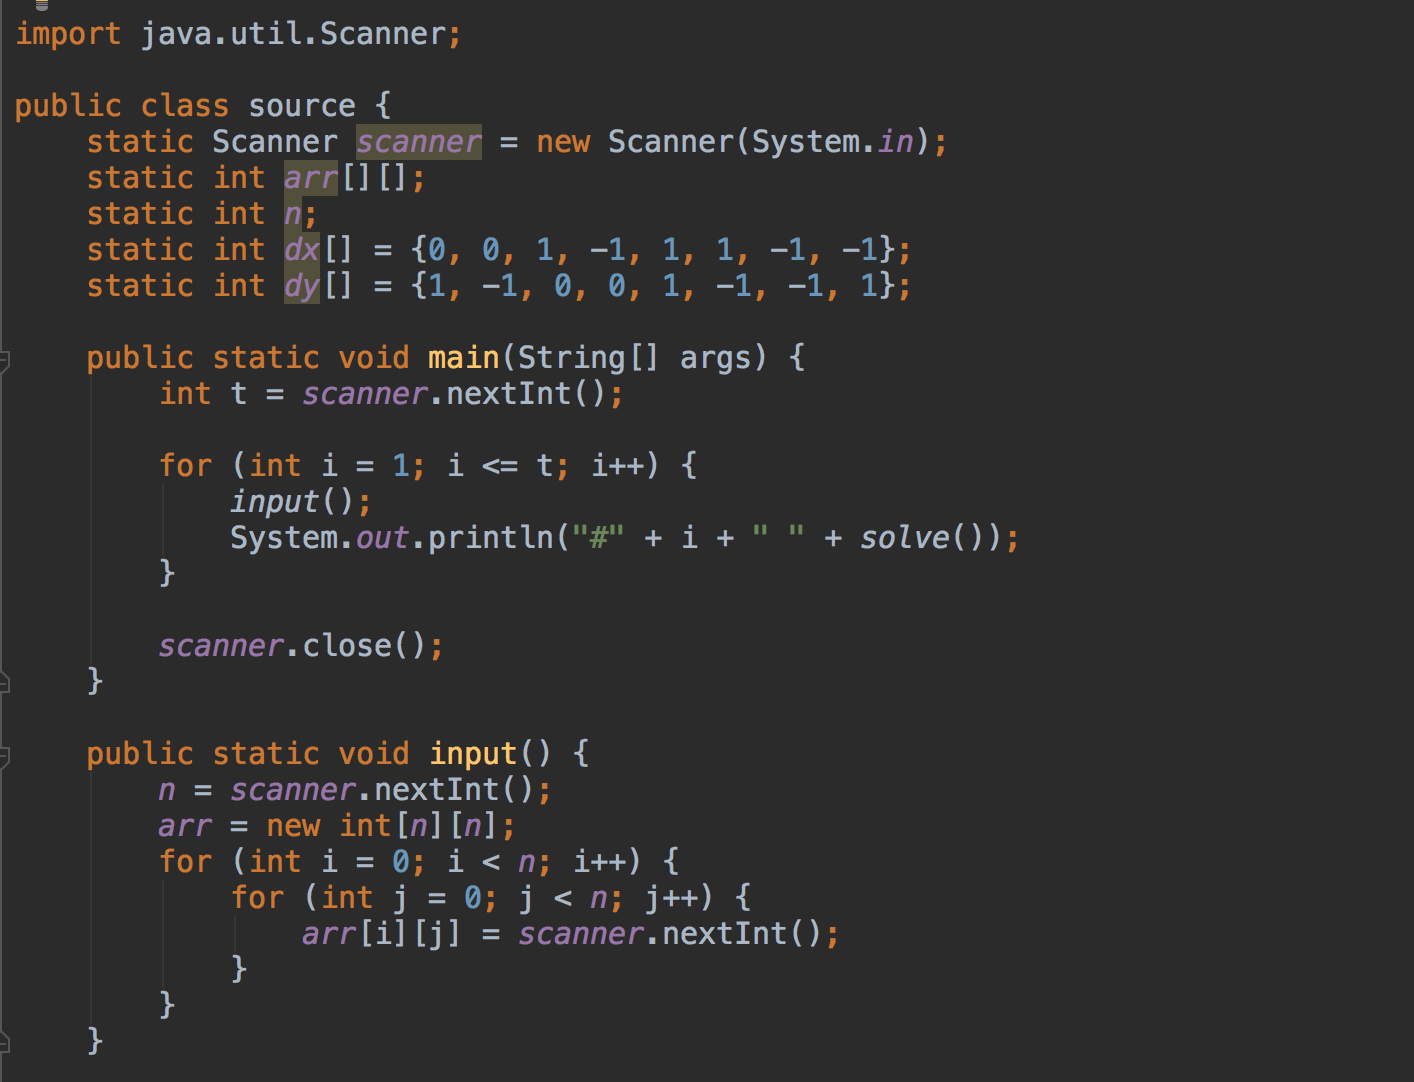 import java.util.Scanner;
public class source {
static Scanner scanner = new Scanner(System.in);
static int arr[][];
static int n;
static int dx[] = {0, 0, 1, -1, 1, 1, -1, -1};
static int dy[] = {1, -1, 0, 0, 1, -1, -1, 1};
public static void main(String[] args) {
int t = scanner.nextInt();
for (int i = 1; i <= t; i++) {
input();
System.out.println("#" + i + " " + solve());
}
scanner.close();
}
public static void input() {
n = scanner.nextInt();
arr = new int[n][n];
for (int i = 0; i < n; i++) {
for (int j = 0; j < n; j++) {
arr[i][j] = scanner.nextInt();
}
}
}